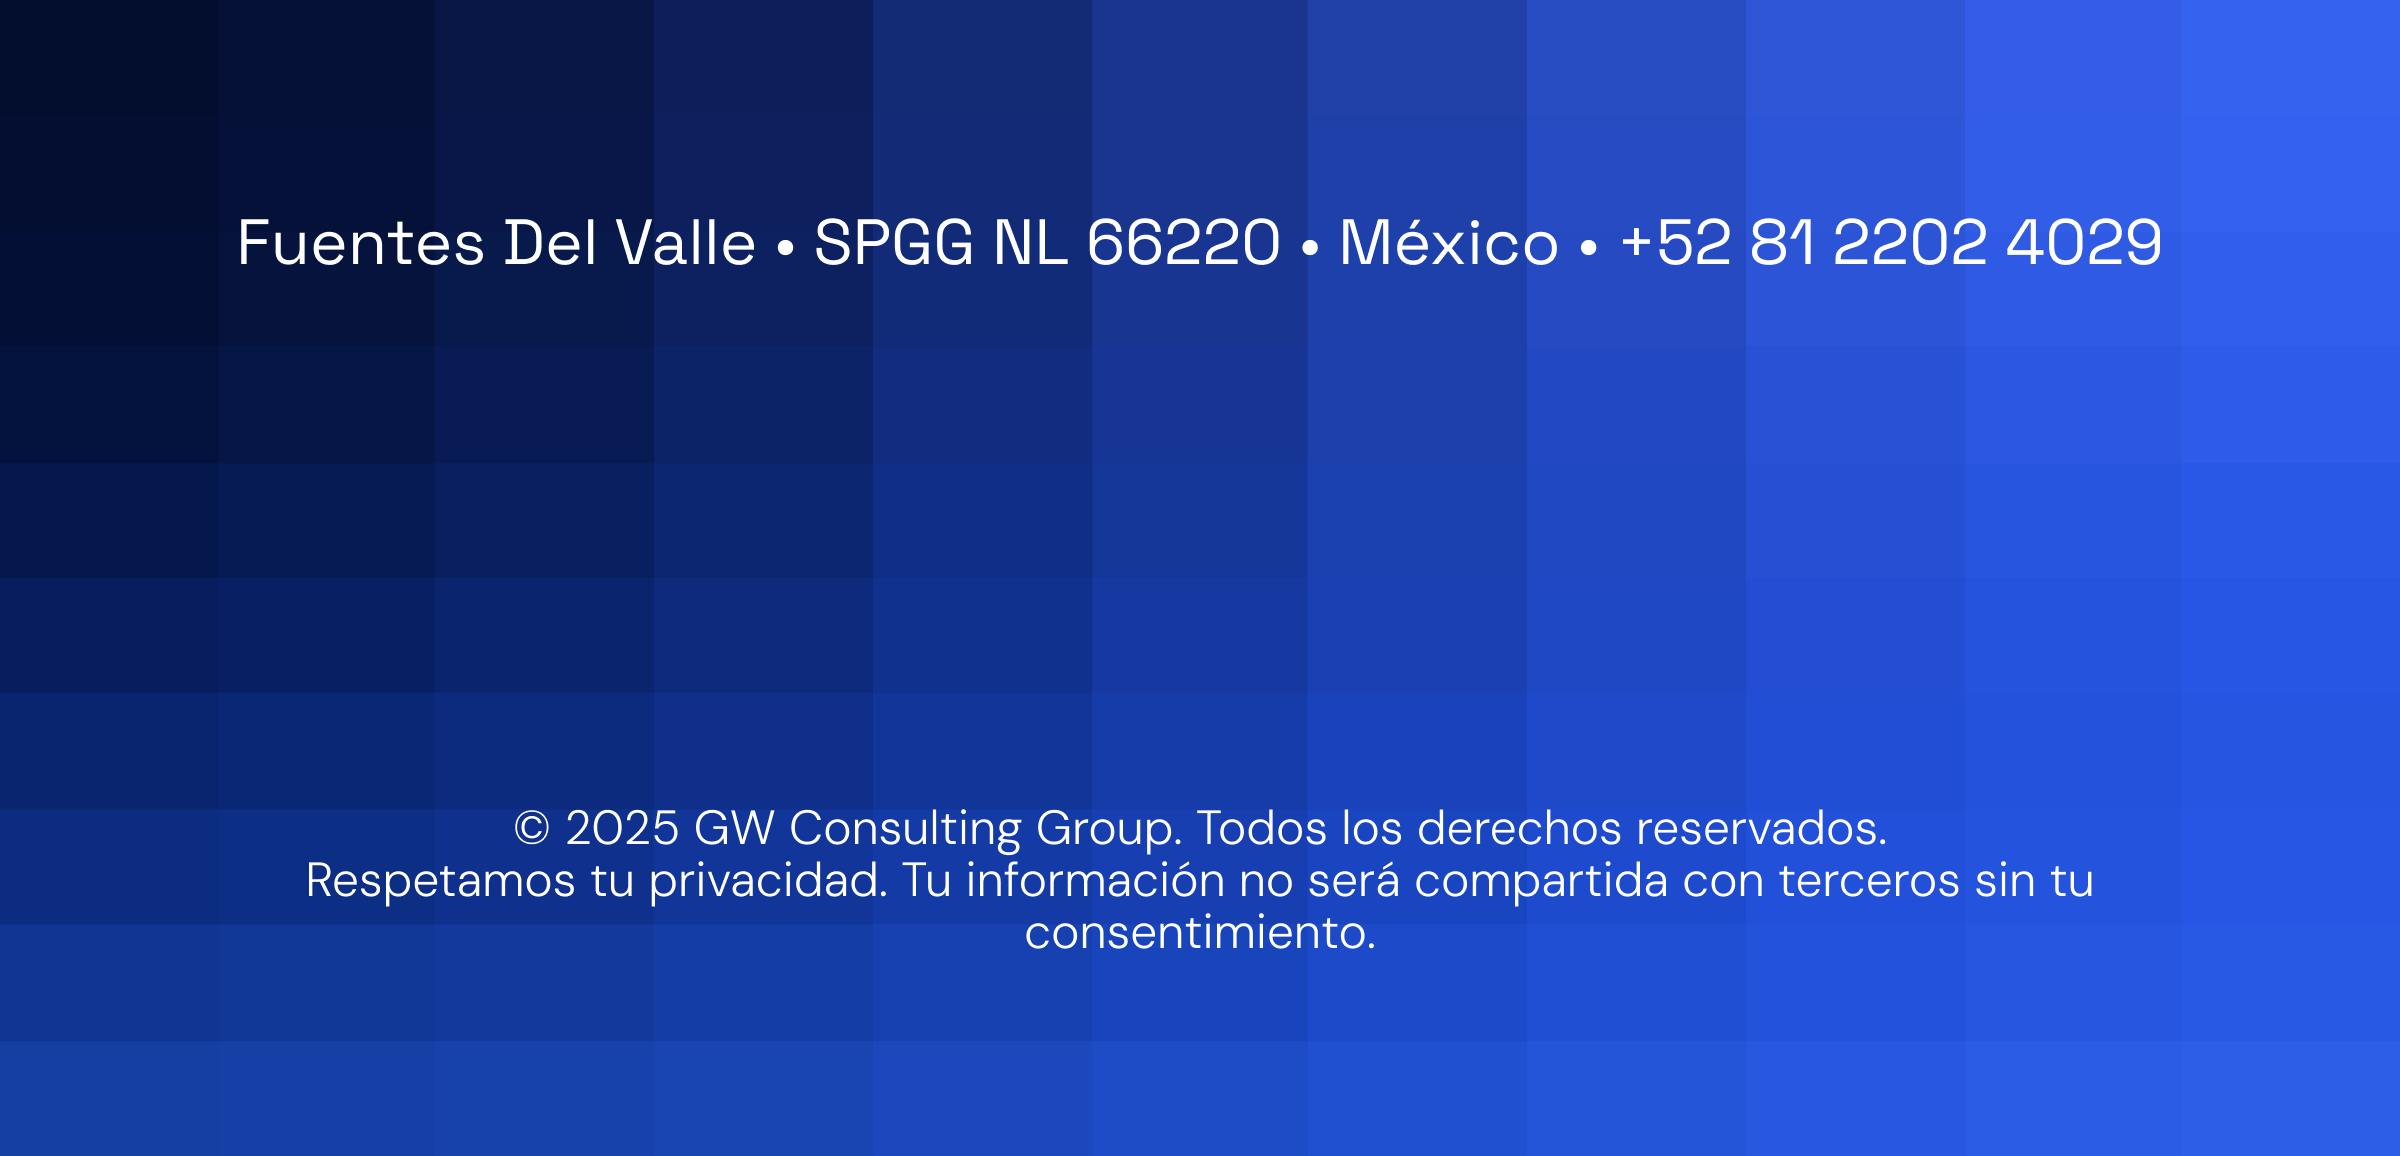 Fuentes Del Valle • SPGG NL 66220 • México • +52 81 2202 4029
© 2025 GW Consulting Group. Todos los derechos reservados.
Respetamos tu privacidad. Tu información no será compartida con terceros sin tu
consentimiento.